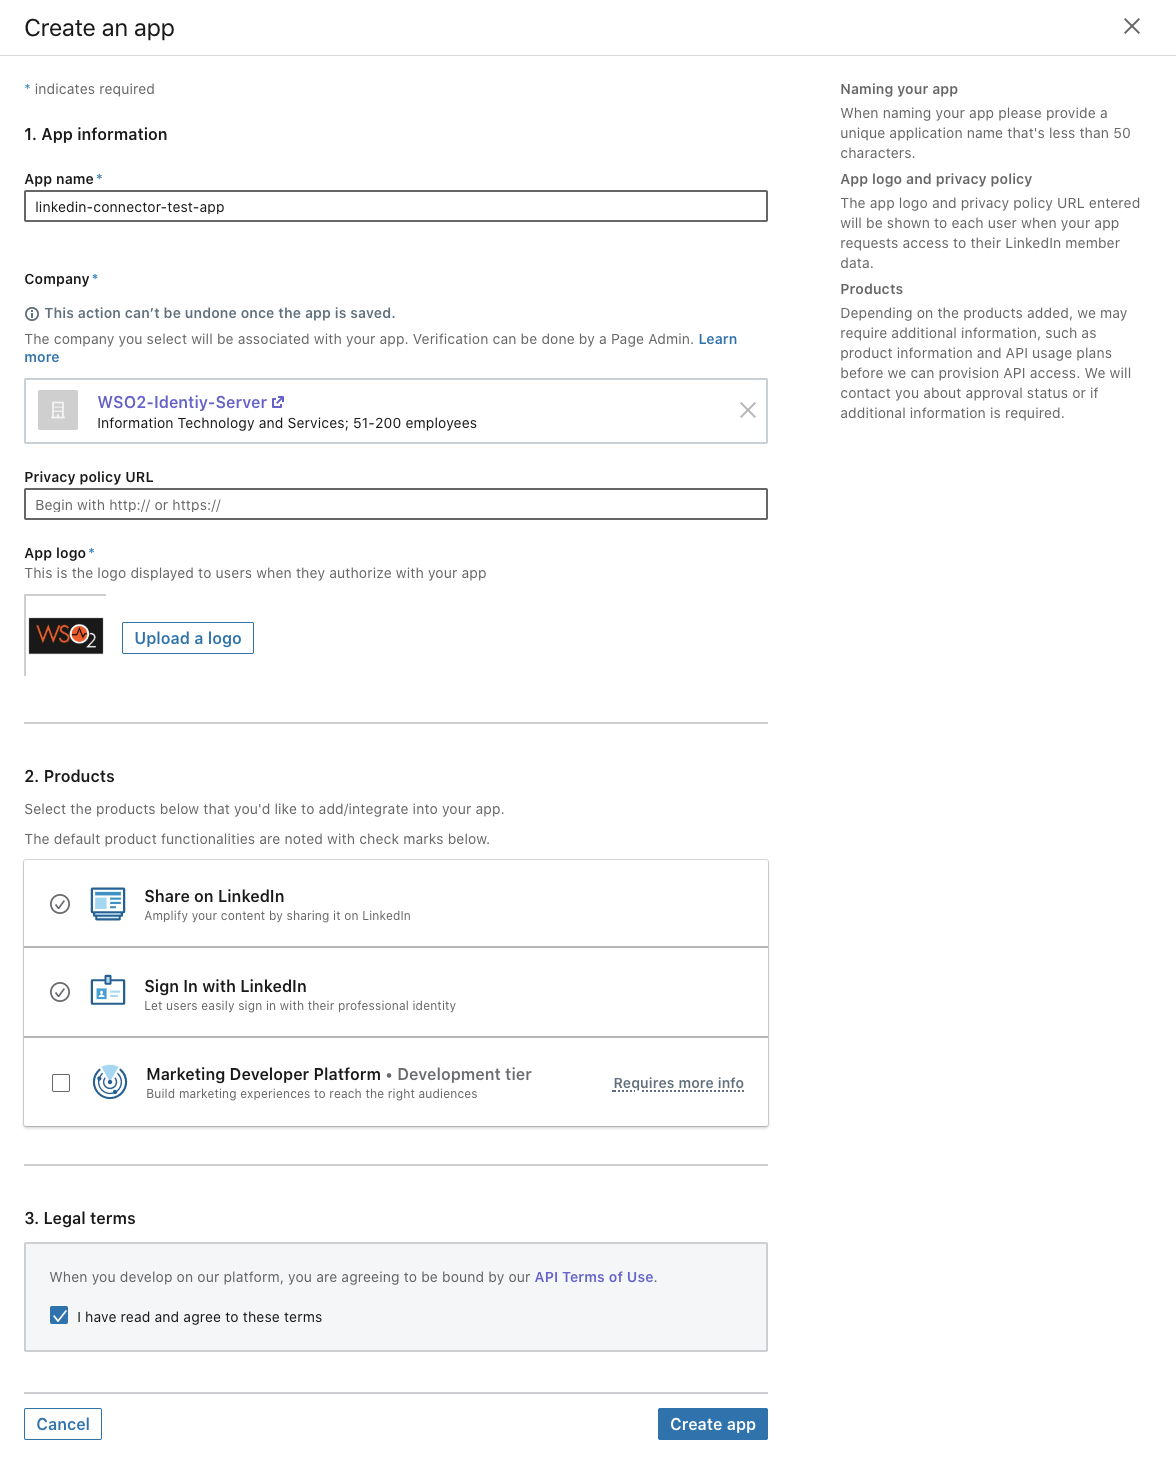 Create an app
* indicates required
1. App information
App name*
linkedin-connector-test-app
Company*
This action can't be undone once the app is saved.
The company you select will be associated with your app. Verification can be done by a Page Admin. Learn
more
WSO2-Identiy-Server
Information Technology and Services; 51-200 employees
Privacy policy URL
Begin with http:// or https://
App logo*
This is the logo displayed to users when they authorize with your app
WSO2
Upload a logo
2. Products
Select the products below that you'd like to add/integrate into your app.
The default product functionalities are noted with check marks below.
Share on LinkedIn
Amplify your content by sharing it on LinkedIn
Sign In with LinkedIn
Let users easily sign in with their professional identity
Marketing Developer Platform • Development tier
Build marketing experiences to reach the right audiences
Requires more info
3. Legal terms
When you develop on our platform, you are agreeing to be bound by our API Terms of Use.
I have read and agree to these terms
Cancel
Create app
Naming your app
When naming your app please provide a
unique application name that's less than 50
characters.
App logo and privacy policy
The app logo and privacy policy URL entered
will be shown to each user when your app
requests access to their LinkedIn member
data.
Products
Depending on the products added, we may
require additional information, such as
product information and API usage plans
before we can provision API access. We will
contact you about approval status or if
additional information is required.